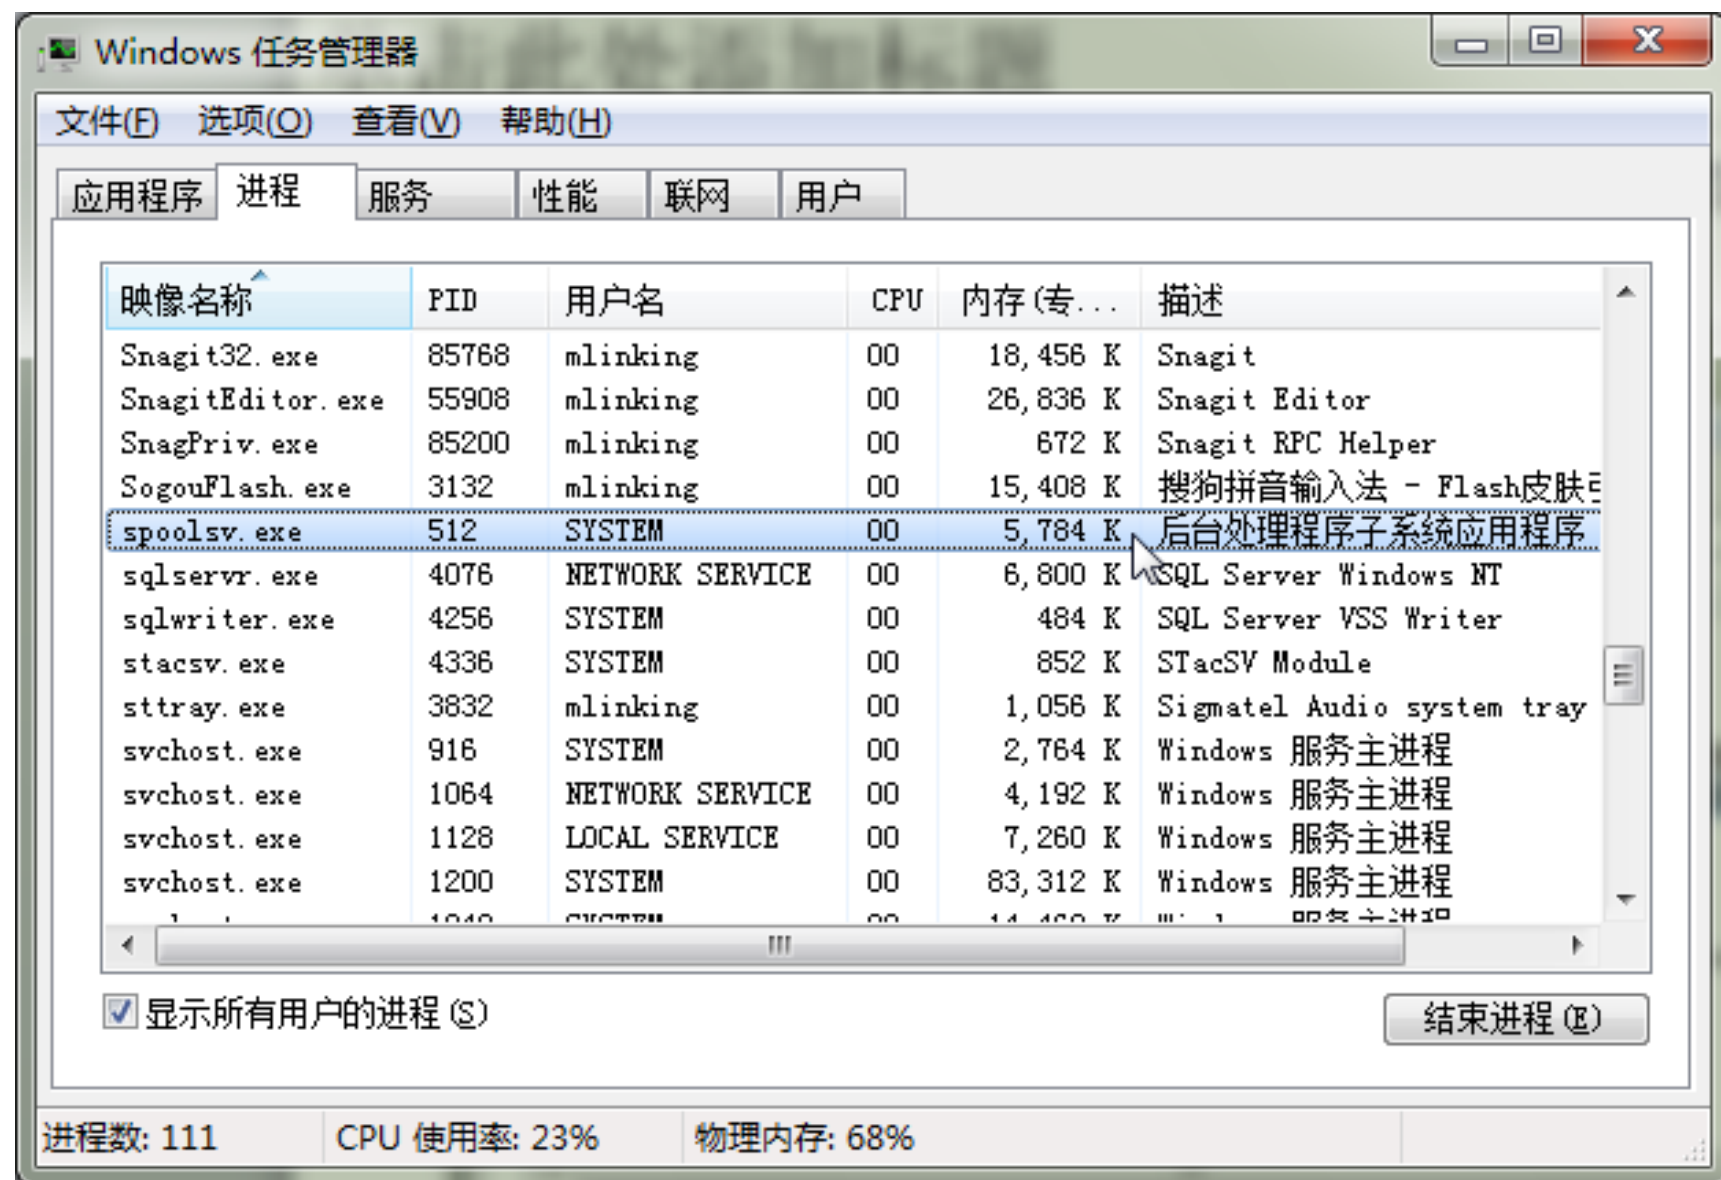 Windows 任务管理器
文件(F) 选项(O) 查看(V) 帮助(H)
应用程序 进程 服务 性能 联网 用户
映像名称 PID 用户名 CPU 内存(专... 描述
Snagit32.exe 85768 mlinking 00 18,456 K Snagit
SnagitEditor.exe 55908 mlinking 00 26,836 K Snagit Editor
SnagPriv.exe 85200 mlinking 00 672 K Snagit RPC Helper
SogouFlash.exe 3132 mlinking 00 15,408 K 搜狗拼音输入法 - Flash皮肤
spoolsv.exe 512 SYSTEM 00 5,784 K 后台处理程序子系统应用程序
sqlservr.exe 4076 NETWORK SERVICE 00 6,800 K SQL Server Windows NT
sqlwriter.exe 4256 SYSTEM 00 484 K SQL Server VSS Writer
stacsv.exe 4336 SYSTEM 00 852 K STacSV Module
sttray.exe 3832 mlinking 00 1,056 K Sigmatel Audio system tray
svchost.exe 916 SYSTEM 00 2,764 K Windows 服务主进程
svchost.exe 1064 NETWORK SERVICE 00 4,192 K Windows 服务主进程
svchost.exe 1128 LOCAL SERVICE 00 7,260 K Windows 服务主进程
svchost.exe 1200 SYSTEM 00 83,312 K Windows 服务主进程
显示所有用户的进程(S) 结束进程(E)
进程数: 111 CPU 使用率: 23% 物理内存: 68%